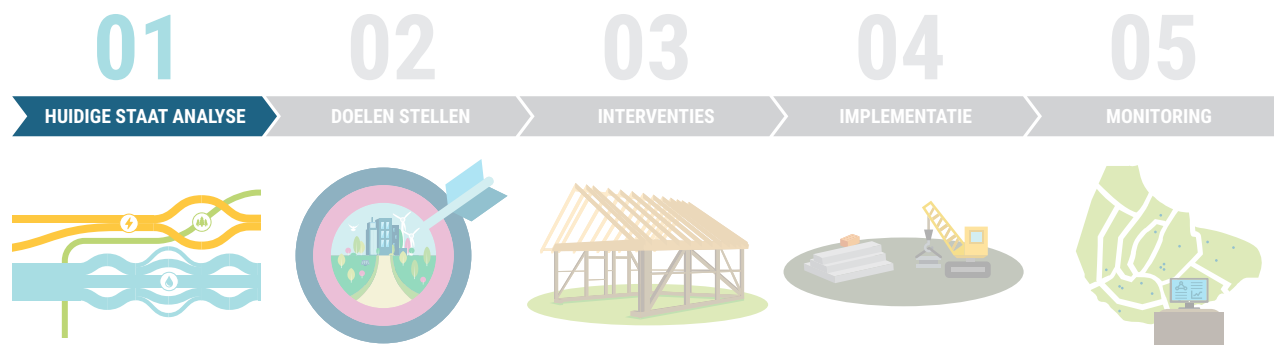 01
02
03
04
05
HUIDIGE STAAT ANALYSE
DOELEN STELLEN
INTERVENTIES
IMPLEMENTATIE
MONITORING